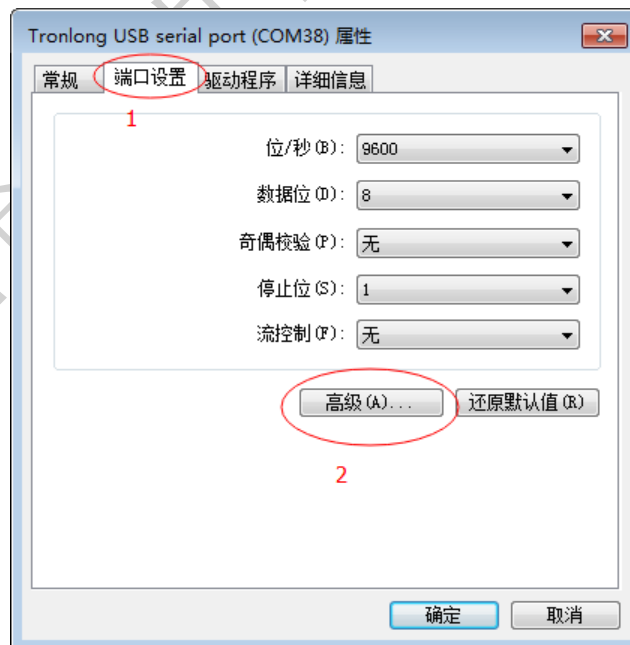 Tronlong USB serial port (COM38) 属性
常规 端口设置 驱动程序 详细信息
1
位/秒(B): 9600
数据位(D): 8
奇偶校验(P): 无
停止位(S): 1
流控制(F): 无
高级(A)... 还原默认值(R)
2
确定 取消